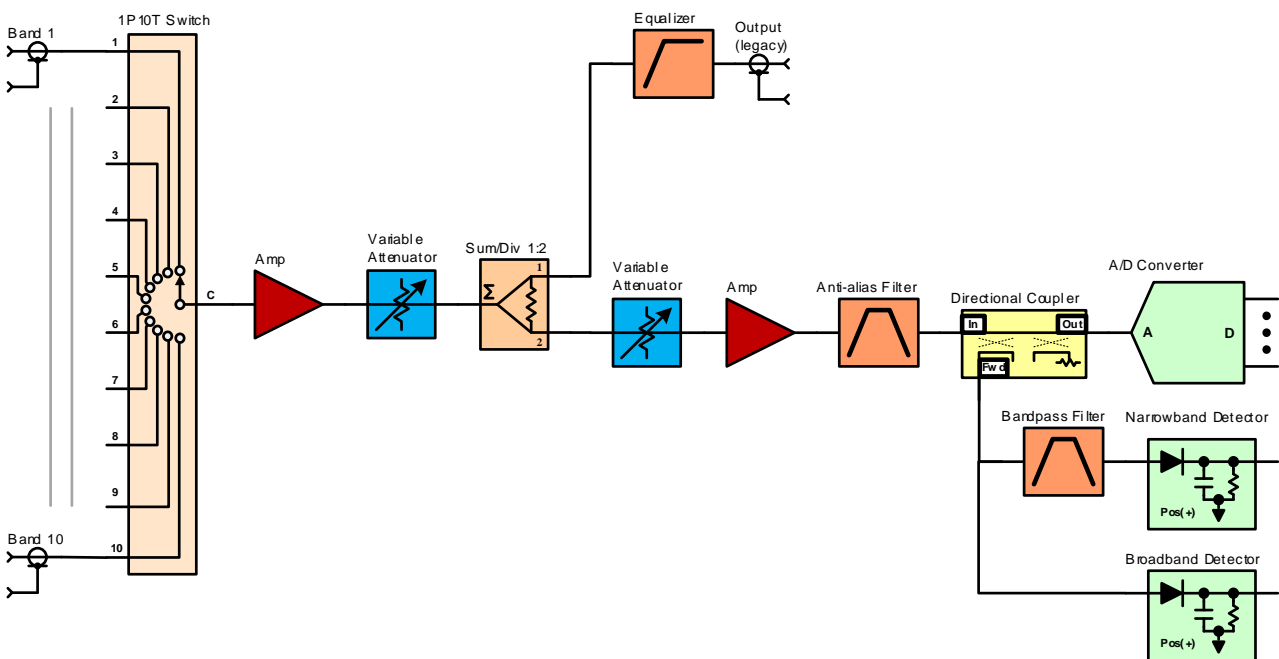 1P10T Switch
Band 1
1
2
3
4
5
6
7
8
9
10
Band 10
C
Amp
Variable
Attenuator
Sum/Div 1:2
Σ
1
2
Equalizer
Output
(legacy)
Variable
Attenuator
Amp
Anti-alias Filter
Directional Coupler
In
Out
Fwd
A/D Converter
A
D
Bandpass Filter
Narrowband Detector
Pos(+)
Broadband Detector
Pos(+)